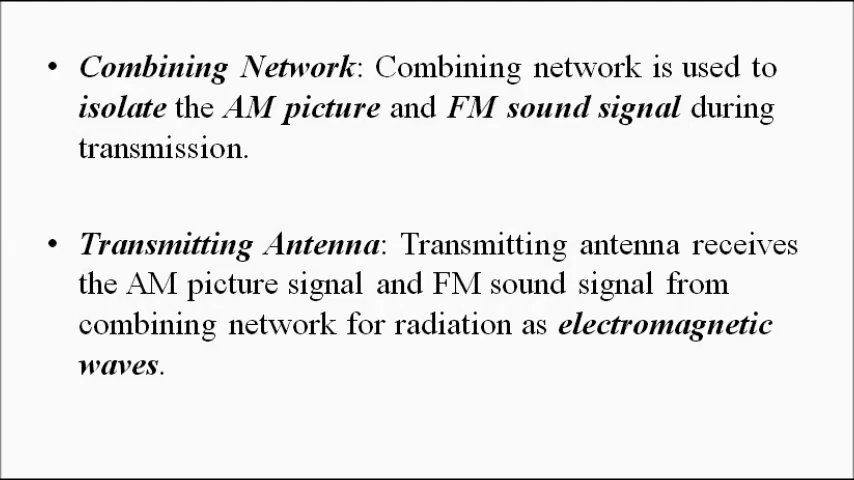 • Combining Network: Combining network is used to
isolate the AM picture and FM sound signal during
transmission.
• Transmitting Antenna: Transmitting antenna receives
the AM picture signal and FM sound signal from
combining network for radiation as electromagnetic
waves.